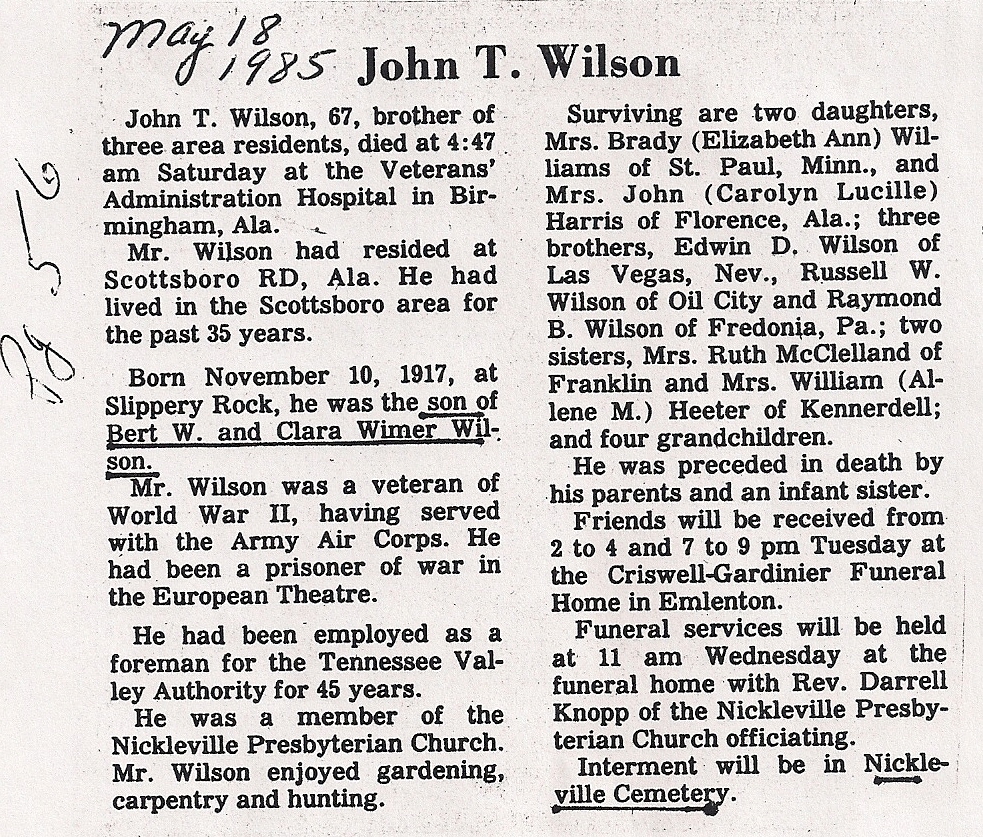 May 18
1985
Pg 56
John T. Wilson
John T. Wilson, 67, brother of
three area residents, died at 4:47
am Saturday at the Veterans'
Administration Hospital in Bir-
mingham, Ala.
Mr. Wilson had resided at
Scottsboro RD, Ala. He had
lived in the Scottsboro area for
the past 35 years.
Born November 10, 1917, at
Slippery Rock, he was the son of
Bert W. and Clara Wimer Wil-
son.
Mr. Wilson was a veteran of
World War II, having served
with the Army Air Corps. He
had been a prisoner of war in
the European Theatre.
He had been employed as a
foreman for the Tennessee Val-
ley Authority for 45 years.
He was a member of the
Nickleville Presbyterian Church.
Mr. Wilson enjoyed gardening,
carpentry and hunting.
Surviving are two daughters,
Mrs. Brady (Elizabeth Ann) Wil-
liams of St. Paul, Minn., and
Mrs. John (Carolyn Lucille)
Harris of Florence, Ala.; three
brothers, Edwin D. Wilson of
Las Vegas, Nev., Russell W.
Wilson of Oil City and Raymond
B. Wilson of Fredonia, Pa.; two
sisters, Mrs. Ruth McClelland of
Franklin and Mrs. William (Al-
lene M.) Heeter of Kennerdell;
and four grandchildren.
He was preceded in death by
his parents and an infant sister.
Friends will be received from
2 to 4 and 7 to 9 pm Tuesday at
the Criswell-Gardinier Funeral
Home in Emlenton.
Funeral services will be held
at 11 am Wednesday at the
funeral home with Rev. Darrell
Knopp of the Nickleville Presby-
terian Church officiating.
Interment will be in Nickle-
ville Cemetery.